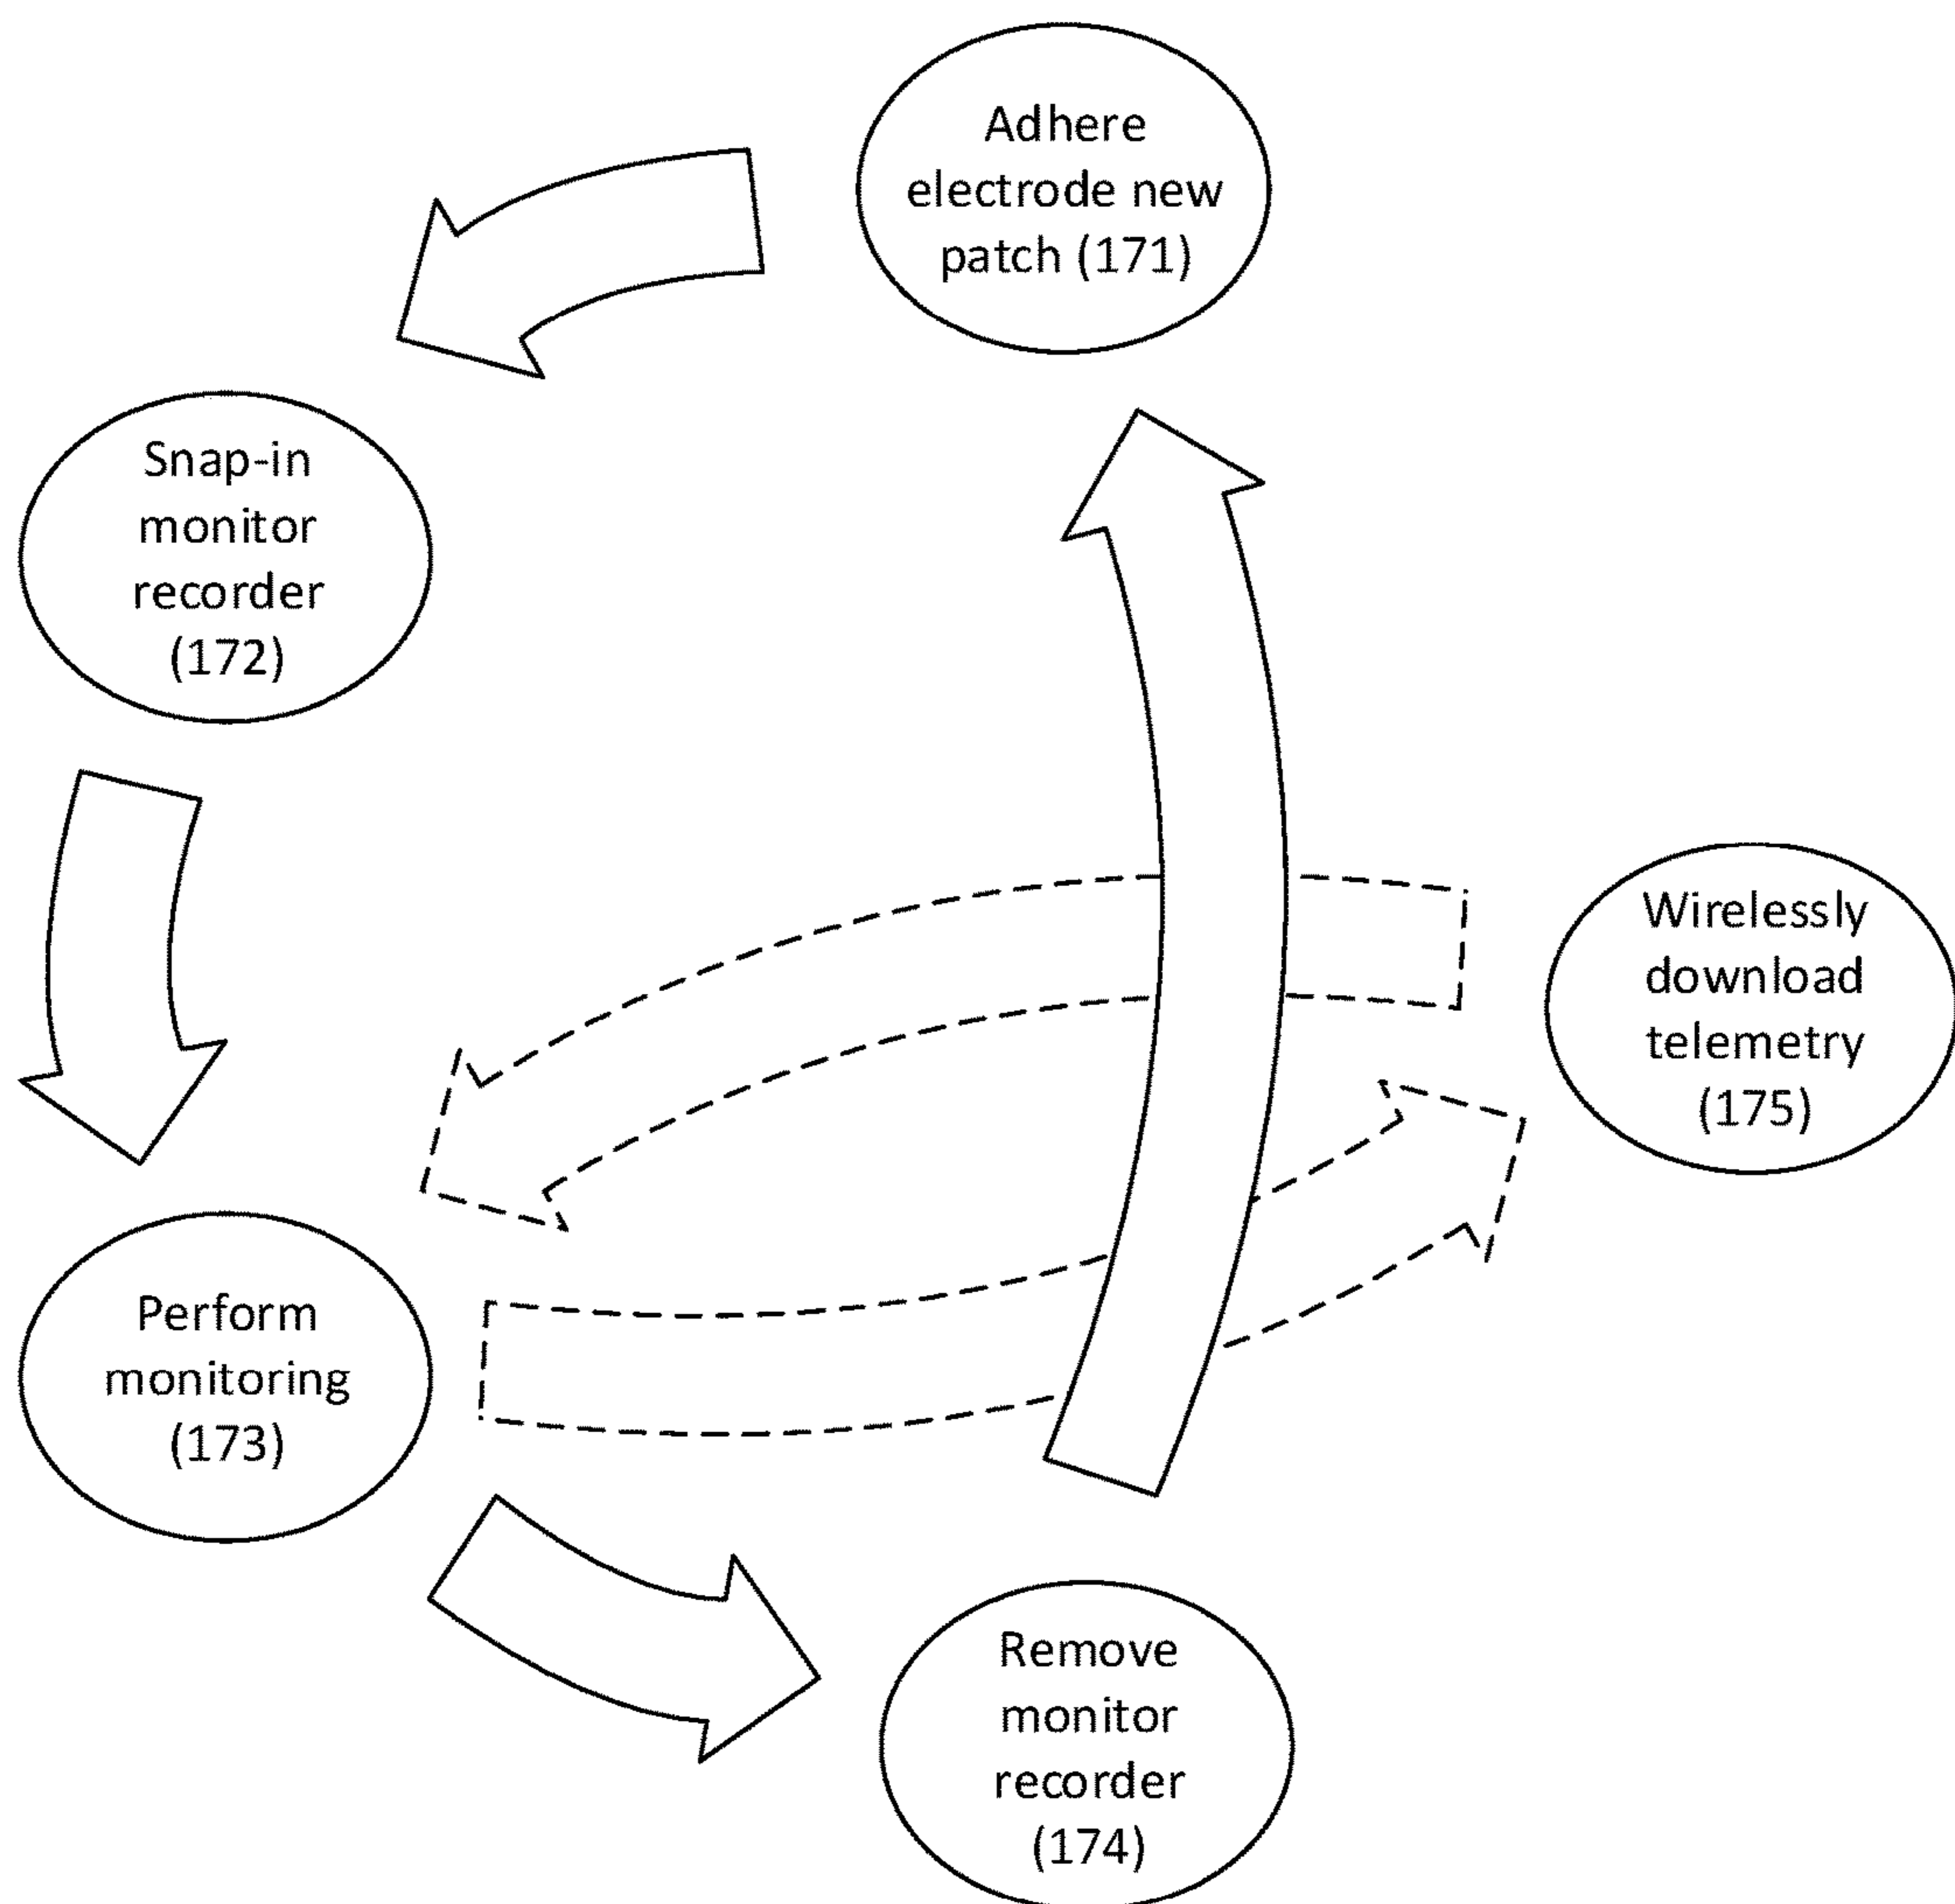 Adhere
electrode new
patch (171)
Snap-in
monitor
recorder
(172)
Wirelessly
download
telemetry
(175)
Perform
monitoring
(173)
Remove
monitor
recorder
(174)